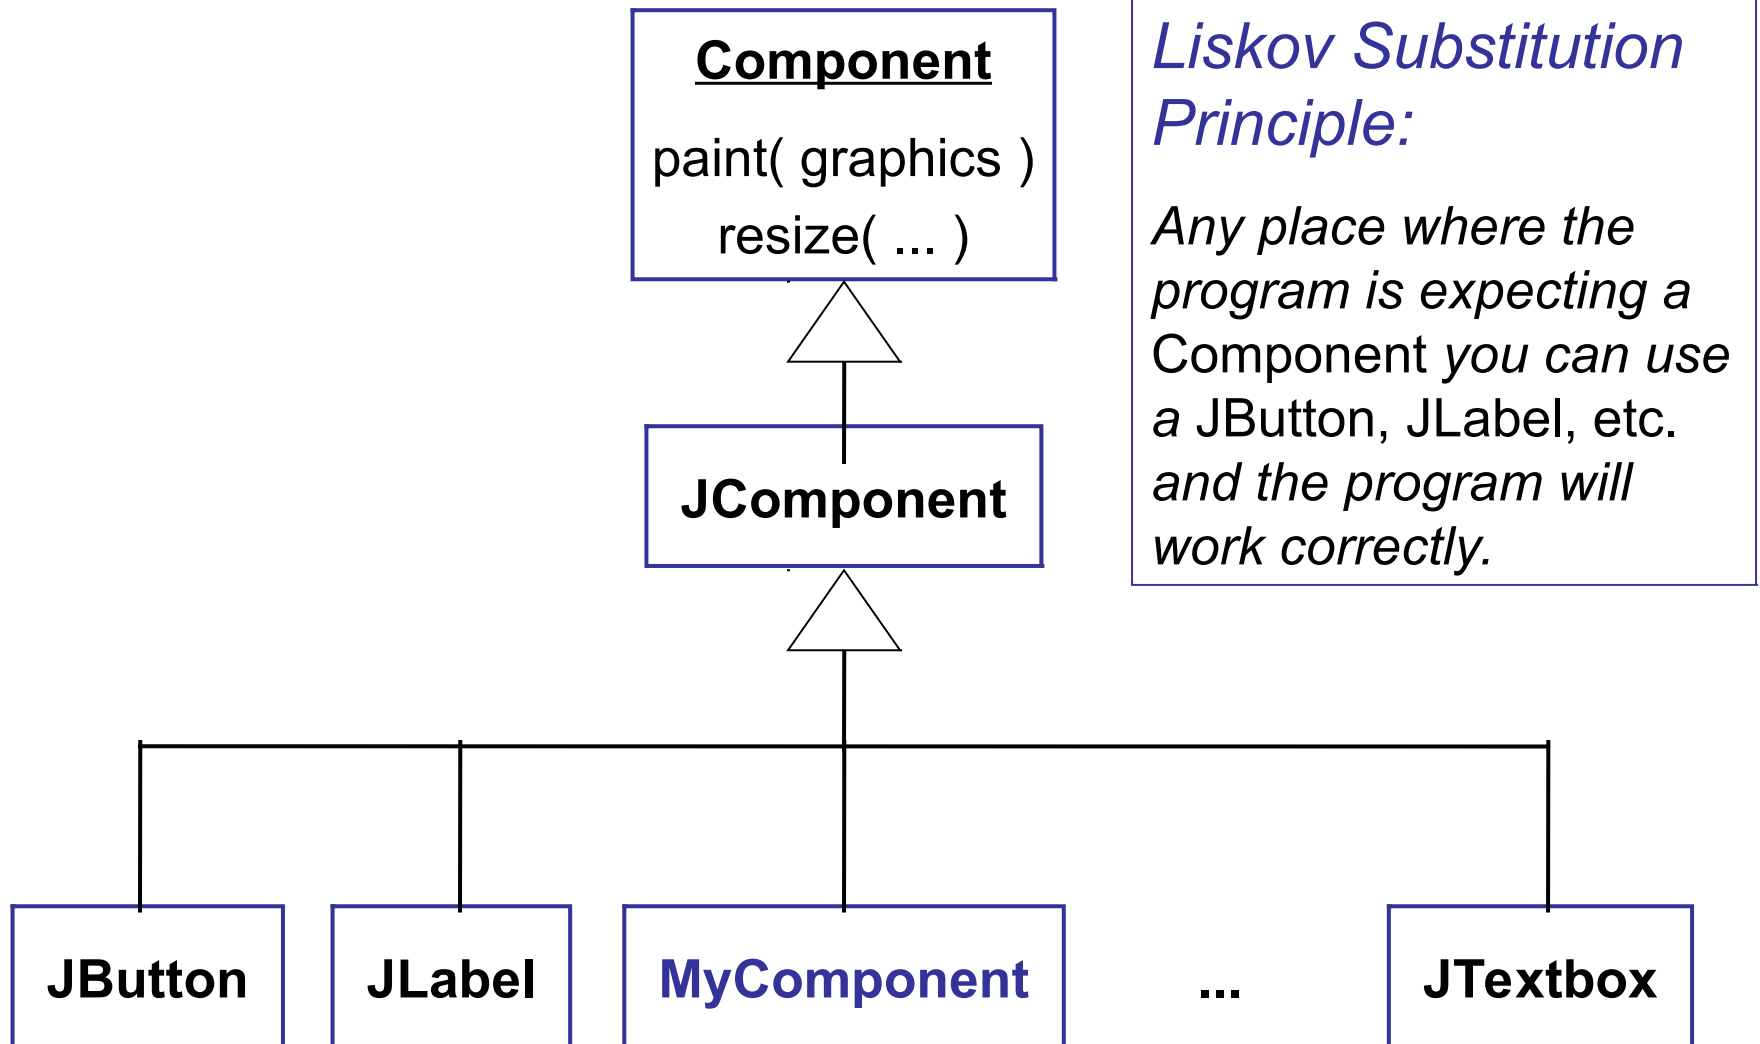 Component
paint( graphics )
resize( ... )
Liskov Substitution
Principle:
Any place where the
program is expecting a
Component you can use
a JButton, JLabel, etc.
and the program will
work correctly.
JComponent
JButton
JLabel
MyComponent
...
JTextbox